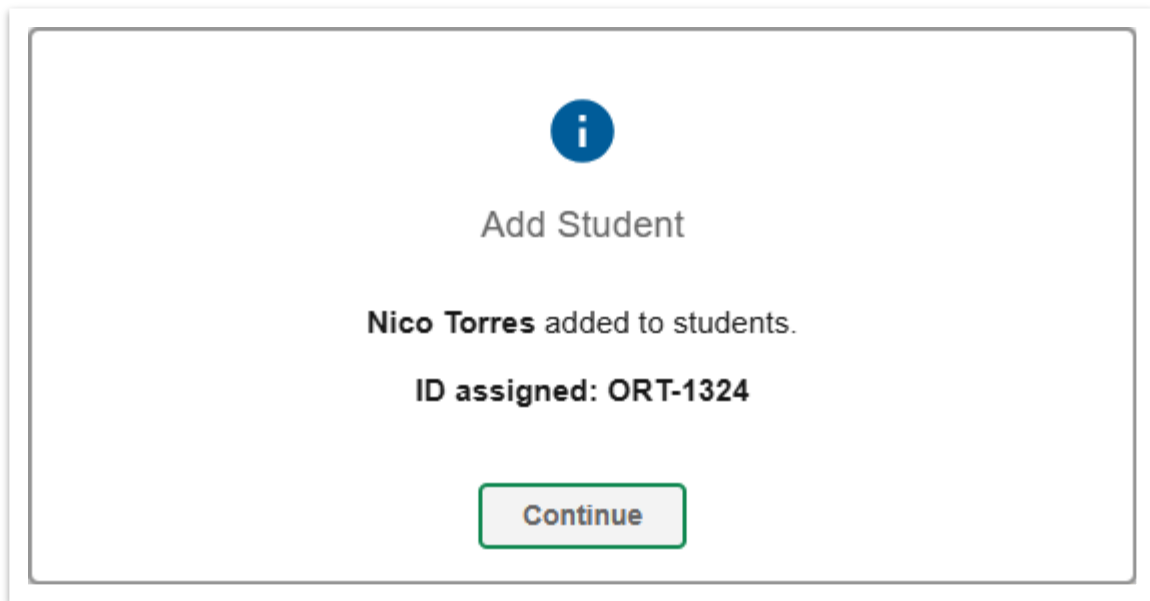 Add Student
Nico Torres added to students.
ID assigned: ORT-1324
Continue